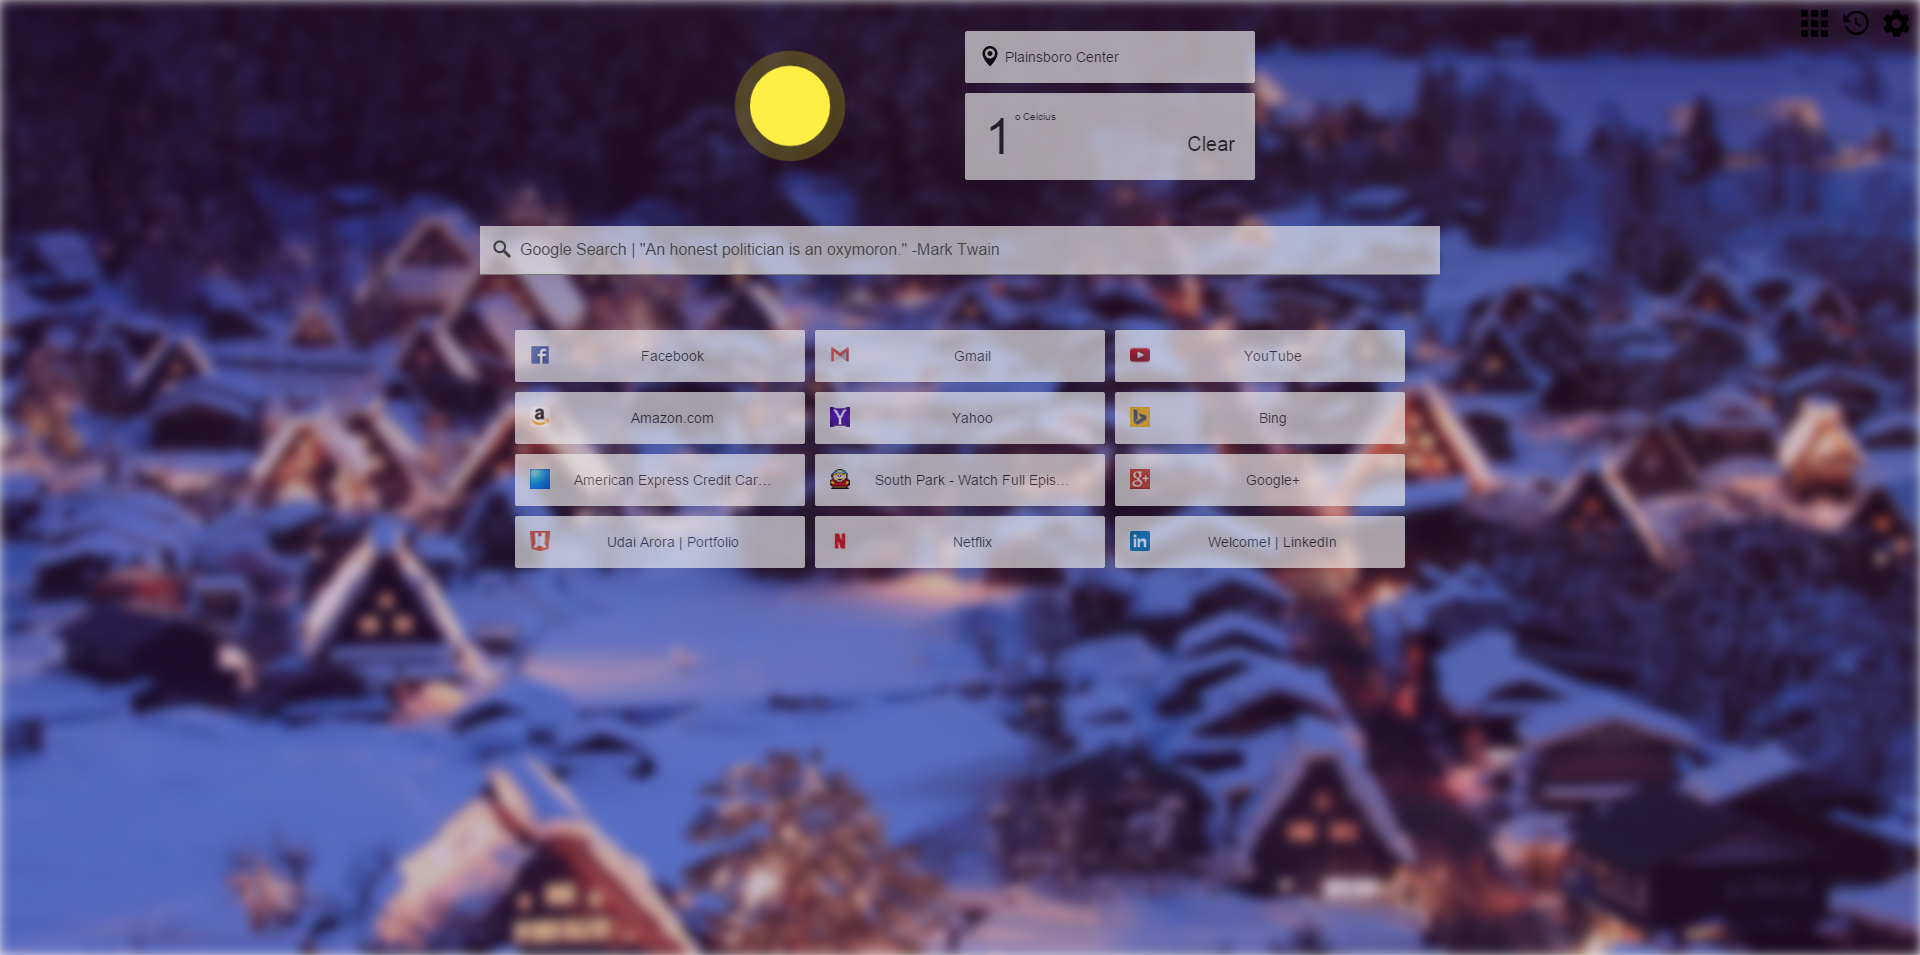 Plainsboro Center
1 o Celcius
Clear
Google Search | "An honest politician is an oxymoron." -Mark Twain
Facebook
Gmail
YouTube
Amazon.com
Yahoo
Bing
American Express Credit Car...
South Park - Watch Full Epis...
Google+
Udai Arora | Portfolio
Netflix
Welcome! | LinkedIn